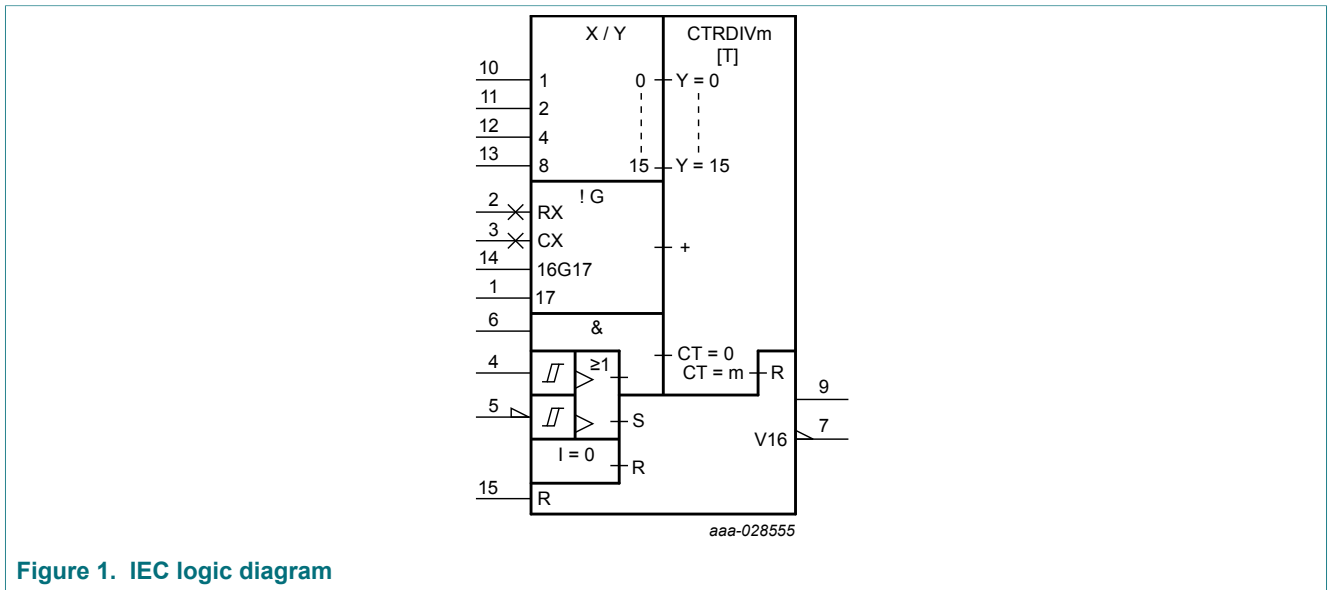 X / Y
CTRDIVm
[T]
10
1
0
Y = 0
11
2
12
4
13
8
15
Y = 15
! G
2
RX
3
CX
+
14
16G17
1
17
6
&
CT = 0
4
≥1
CT = m
R
9
5
S
7
V16
I = 0
R
15
R
aaa-028555
Figure 1. IEC logic diagram